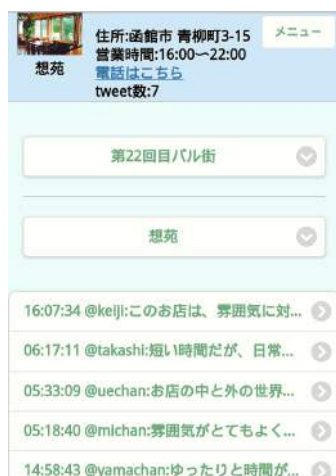 住所:函館市 青柳町3-15
メニュー
営業時間:16:00〜22:00
想苑
電話はこちら
tweet数:7
第22回目バル街
想苑
16:07:34 @keiji:このお店は、雰囲気に対...
06:17:11 @takashi:短い時間だが、日常...
05:33:09 @uechan:お店の中と外の世界...
05:18:40 @michan:雰囲気がとてもよく...
14:58:43 @yamachan:ゆったりと時間が...